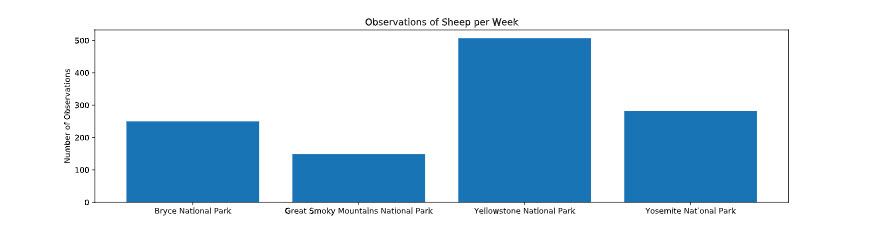 Observations of Sheep per Week
Number of Observations
500
400
300
200
100
0
Bryce National Park
Great Smoky Mountains National Park
Yellowstone National Park
Yosemite National Park